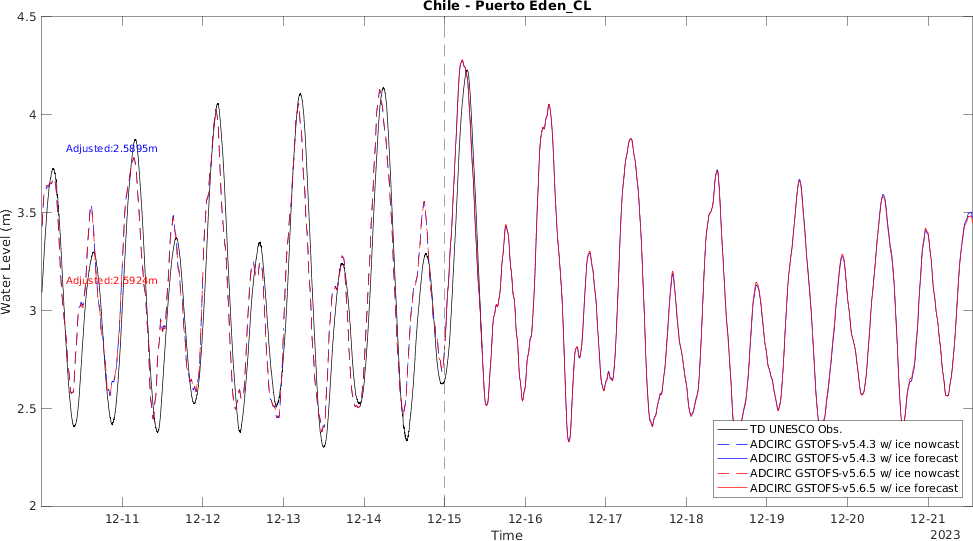 Chile - Puerto Eden_CL
4.5
4
3.5
3
2.5
2
Water Level (m)
Adjusted:2.5895m
Adjusted:2.5924m
TD UNESCO Obs.
ADCIRC GSTOFS-v5.4.3 w/ ice nowcast
ADCIRC GSTOFS-v5.4.3 w/ ice forecast
ADCIRC GSTOFS-v5.6.5 w/ ice nowcast
ADCIRC GSTOFS-v5.6.5 w/ ice forecast
12-11 12-12 12-13 12-14 12-15 12-16 12-17 12-18 12-19 12-20 12-21
Time
2023